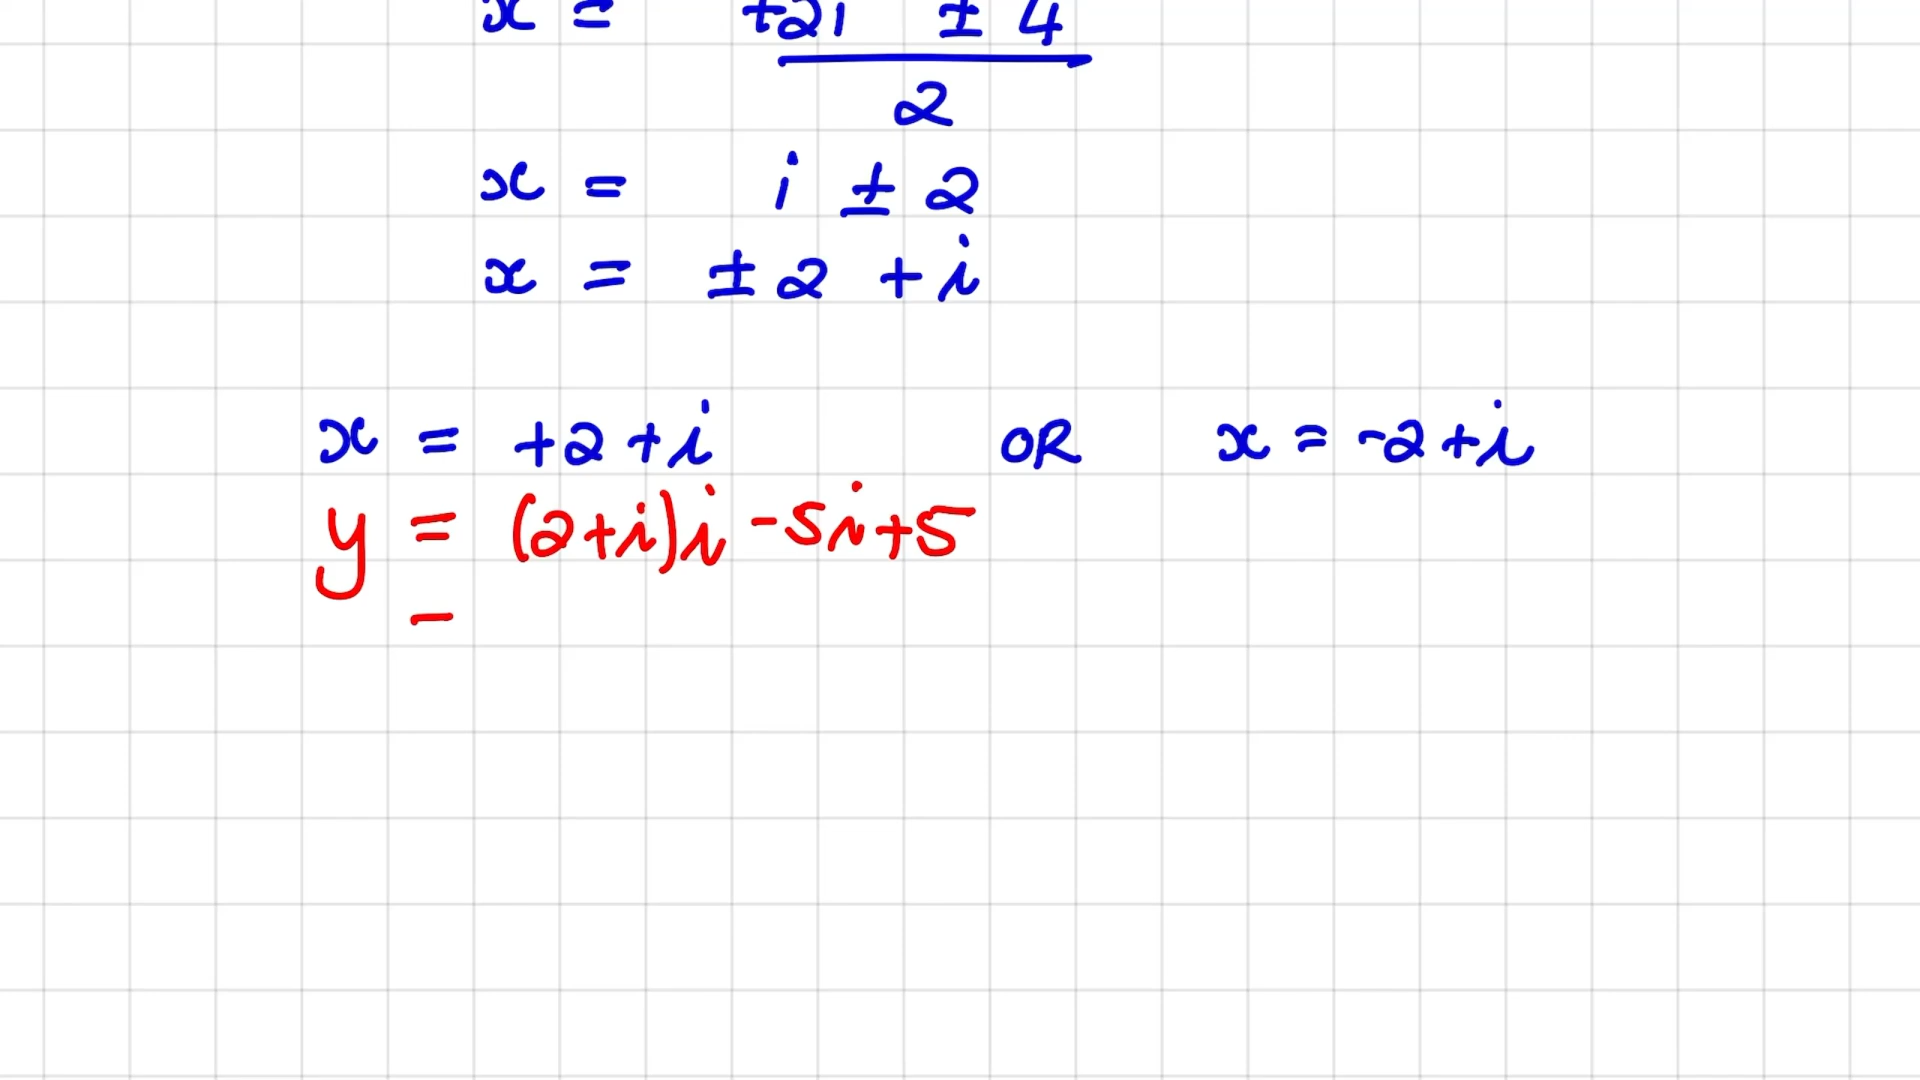 x = +2i ± 4
2
x = i ± 2
x = ± 2 + i
x = +2 + i OR x = -2 + i
y = (2+i)i -5i+5
-